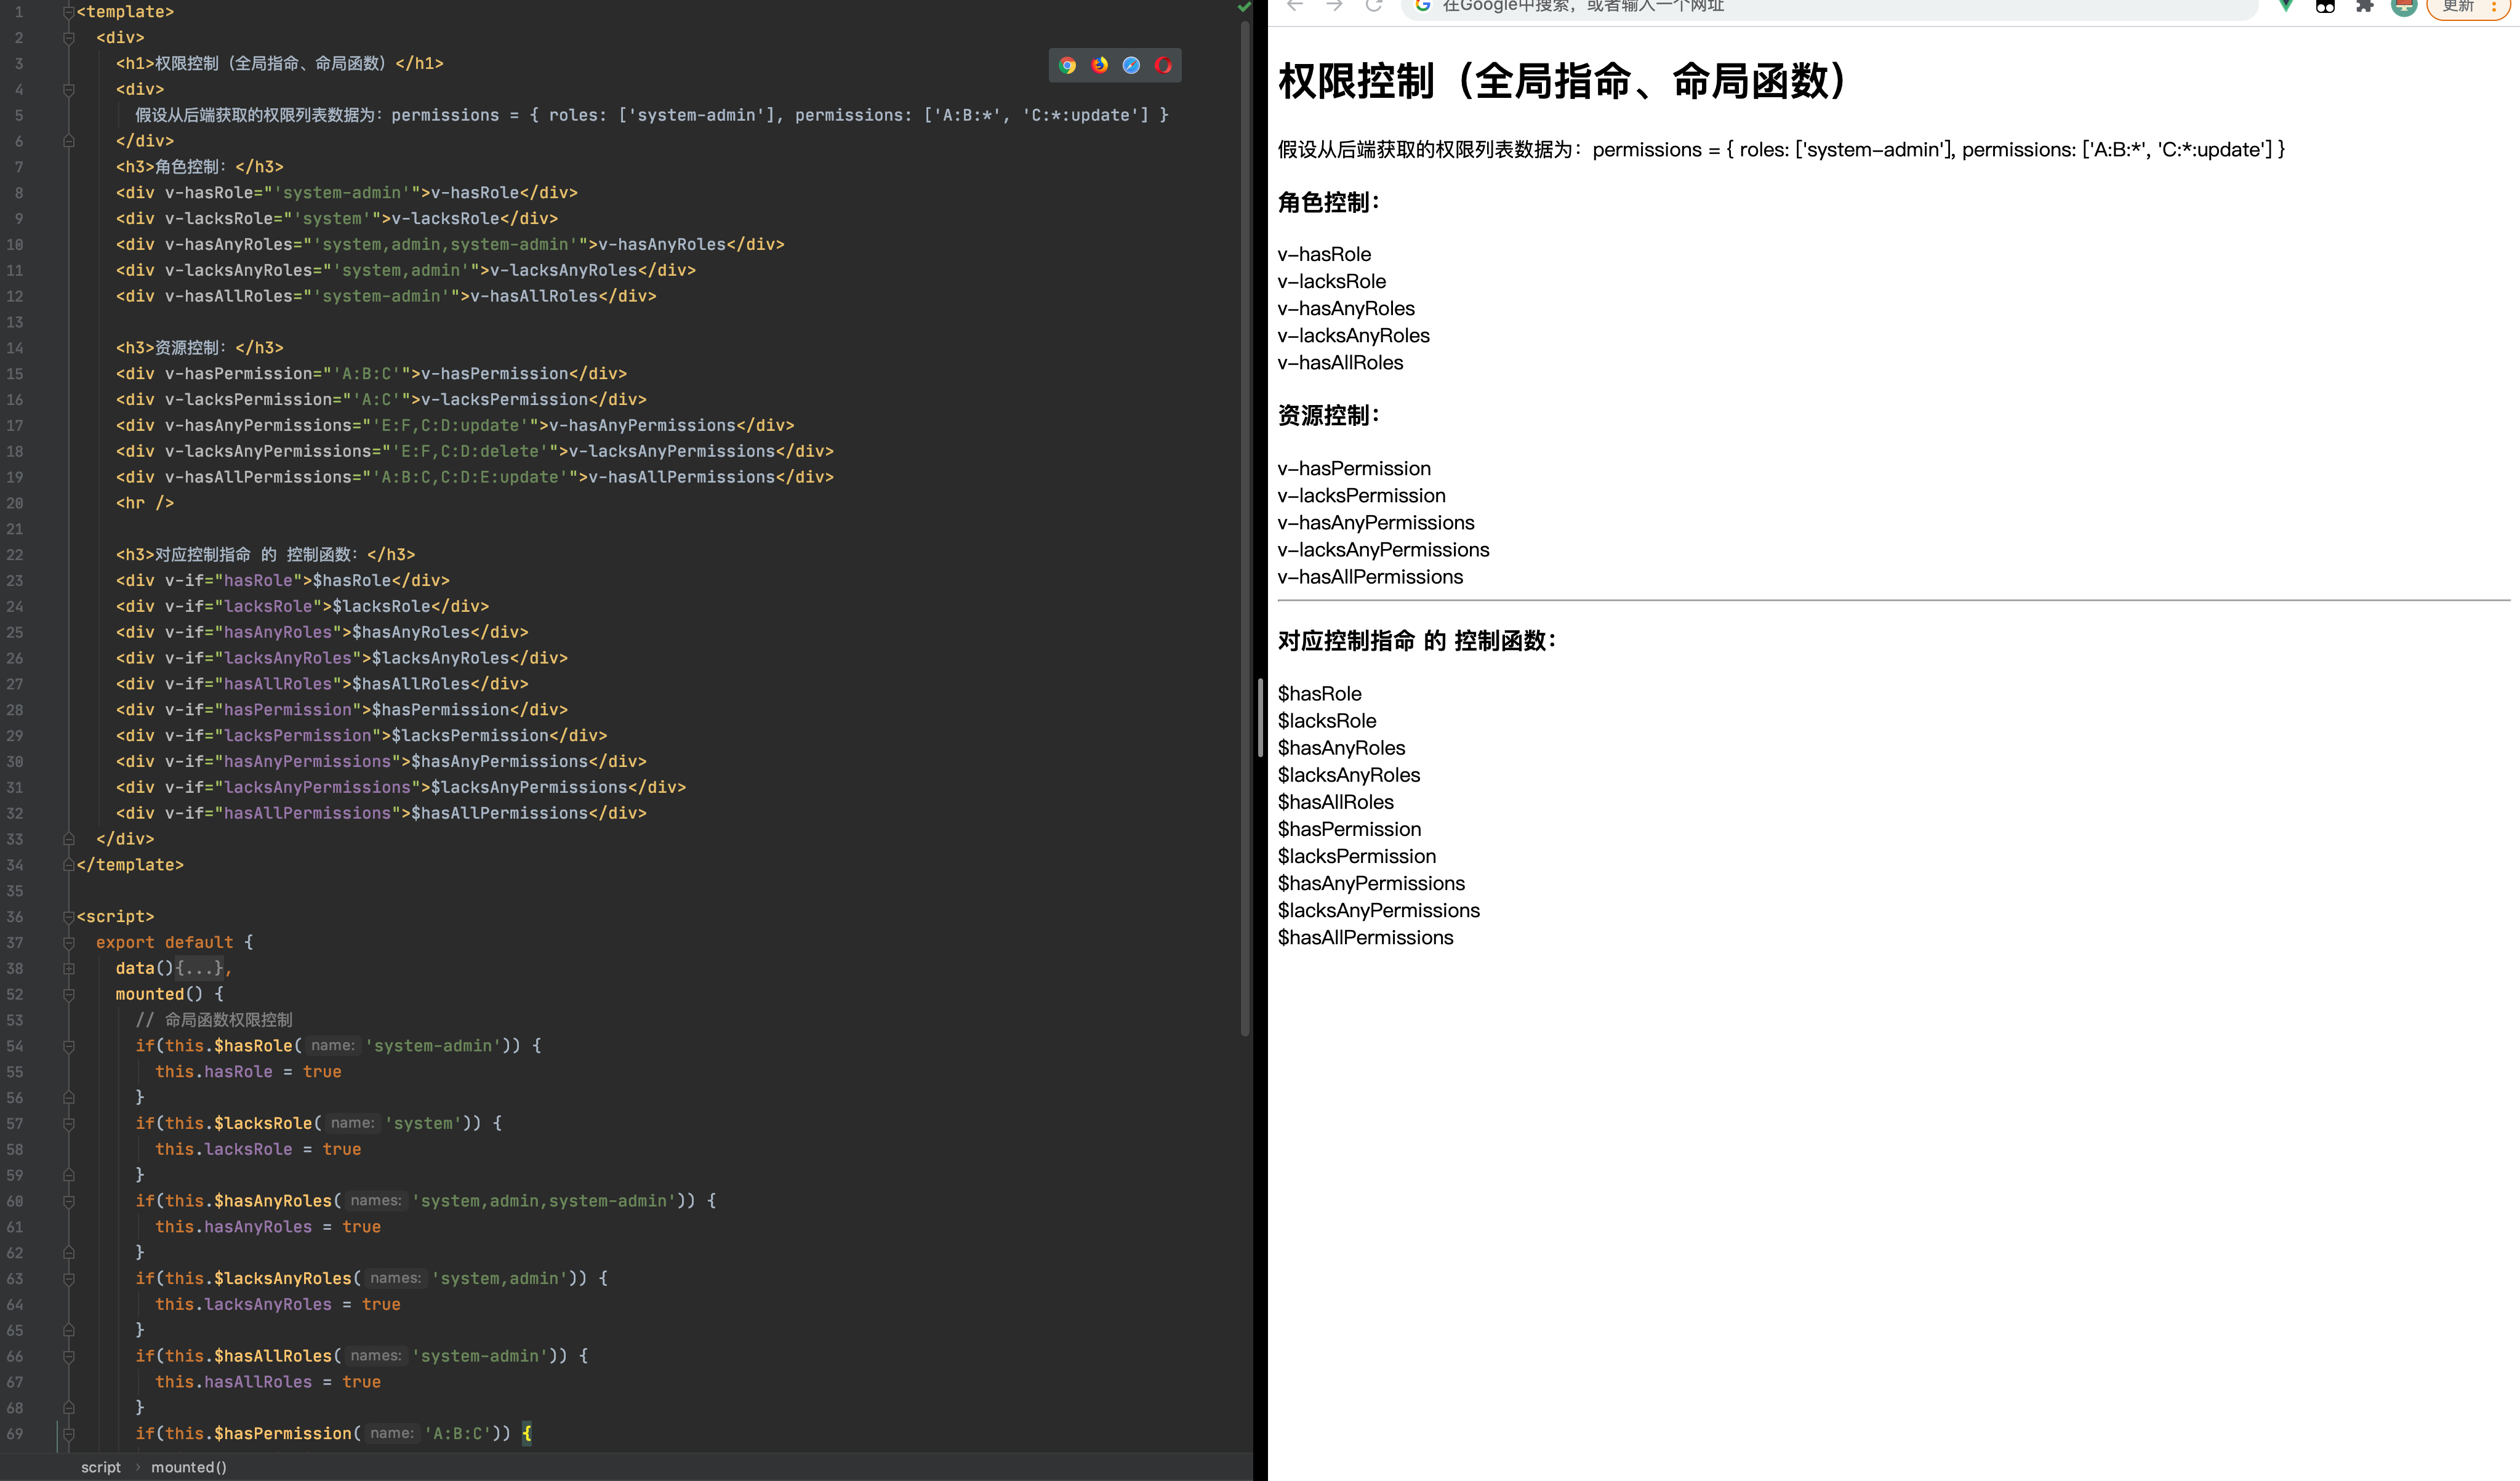 1 <template>
2 <div>
3 <h1>权限控制（全局指命、命局函数）</h1>
4 <div>
5 假设从后端获取的权限列表数据为：permissions = { roles: ['system-admin'], permissions: ['A:B:*', 'C:*:update'] }
6 </div>
7 <h3>角色控制：</h3>
8 <div v-hasRole="'system-admin'">v-hasRole</div>
9 <div v-lacksRole="'system'">v-lacksRole</div>
10 <div v-hasAnyRoles="'system,admin,system-admin'">v-hasAnyRoles</div>
11 <div v-lacksAnyRoles="'system,admin'">v-lacksAnyRoles</div>
12 <div v-hasAllRoles="'system-admin'">v-hasAllRoles</div>
13
14 <h3>资源控制：</h3>
15 <div v-hasPermission="'A:B:C'">v-hasPermission</div>
16 <div v-lacksPermission="'A:C'">v-lacksPermission</div>
17 <div v-hasAnyPermissions="'E:F,C:D:update'">v-hasAnyPermissions</div>
18 <div v-lacksAnyPermissions="'E:F,C:D:delete'">v-lacksAnyPermissions</div>
19 <div v-hasAllPermissions="'A:B:C,C:D:E:update'">v-hasAllPermissions</div>
20 <hr />
21
22 <h3>对应控制指命 的 控制函数：</h3>
23 <div v-if="hasRole">$hasRole</div>
24 <div v-if="lacksRole">$lacksRole</div>
25 <div v-if="hasAnyRoles">$hasAnyRoles</div>
26 <div v-if="lacksAnyRoles">$lacksAnyRoles</div>
27 <div v-if="hasAllRoles">$hasAllRoles</div>
28 <div v-if="hasPermission">$hasPermission</div>
29 <div v-if="lacksPermission">$lacksPermission</div>
30 <div v-if="hasAnyPermissions">$hasAnyPermissions</div>
31 <div v-if="lacksAnyPermissions">$lacksAnyPermissions</div>
32 <div v-if="hasAllPermissions">$hasAllPermissions</div>
33 </div>
34 </template>
35
36 <script>
37 export default {
38 data(){...},
52 mounted() {
53 // 命局函数权限控制
54 if(this.$hasRole( name: 'system-admin')) {
55 this.hasRole = true
56 }
57 if(this.$lacksRole( name: 'system')) {
58 this.lacksRole = true
59 }
60 if(this.$hasAnyRoles( names: 'system,admin,system-admin')) {
61 this.hasAnyRoles = true
62 }
63 if(this.$lacksAnyRoles( names: 'system,admin')) {
64 this.lacksAnyRoles = true
65 }
66 if(this.$hasAllRoles( names: 'system-admin')) {
67 this.hasAllRoles = true
68 }
69 if(this.$hasPermission( name: 'A:B:C')) {
script › mounted()
在Google中搜索，或者输入一个网址
更新
权限控制（全局指命、命局函数）
假设从后端获取的权限列表数据为：permissions = { roles: ['system-admin'], permissions: ['A:B:*', 'C:*:update'] }
角色控制：
v-hasRole
v-lacksRole
v-hasAnyRoles
v-lacksAnyRoles
v-hasAllRoles
资源控制：
v-hasPermission
v-lacksPermission
v-hasAnyPermissions
v-lacksAnyPermissions
v-hasAllPermissions
对应控制指命 的 控制函数：
$hasRole
$lacksRole
$hasAnyRoles
$lacksAnyRoles
$hasAllRoles
$hasPermission
$lacksPermission
$hasAnyPermissions
$lacksAnyPermissions
$hasAllPermissions